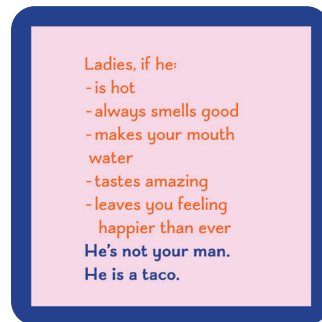 Ladies, if he:
- is hot
- always smells good
- makes your mouth
water
- tastes amazing
- leaves you feeling
happier than ever
He's not your man.
He is a taco.